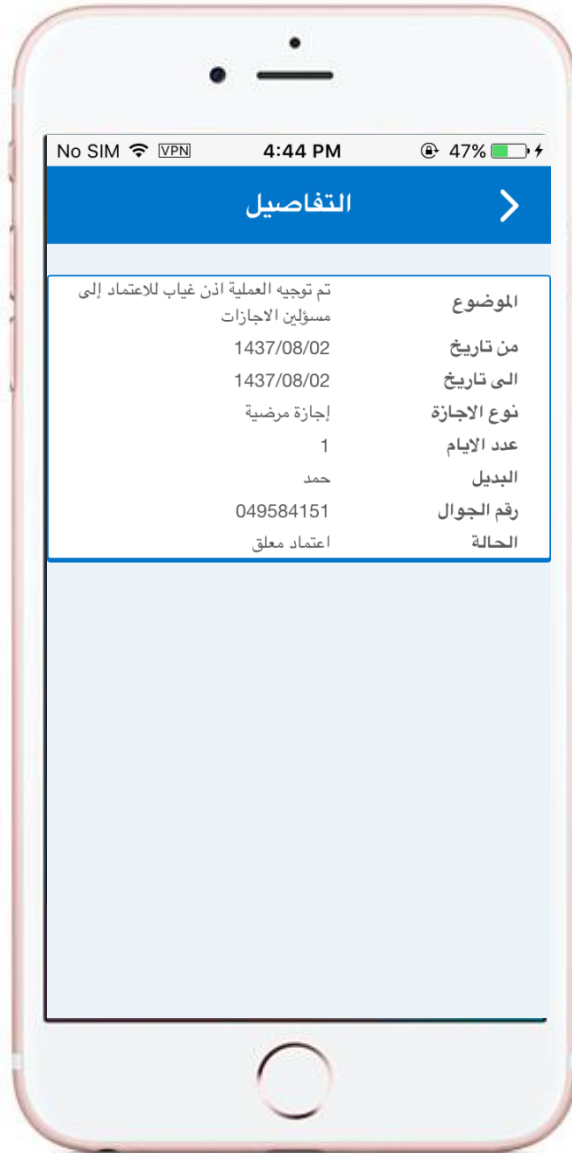 No SIM VPN 4:44 PM 47%
التفاصيل
الموضوع تم توجيه العملية اذن غياب للاعتماد إلى
مسؤلين الاجازات
من تاريخ 1437/08/02
الى تاريخ 1437/08/02
نوع الاجازة إجازة مرضية
عدد الايام 1
البديل حمد
رقم الجوال 049584151
الحالة اعتماد معلق